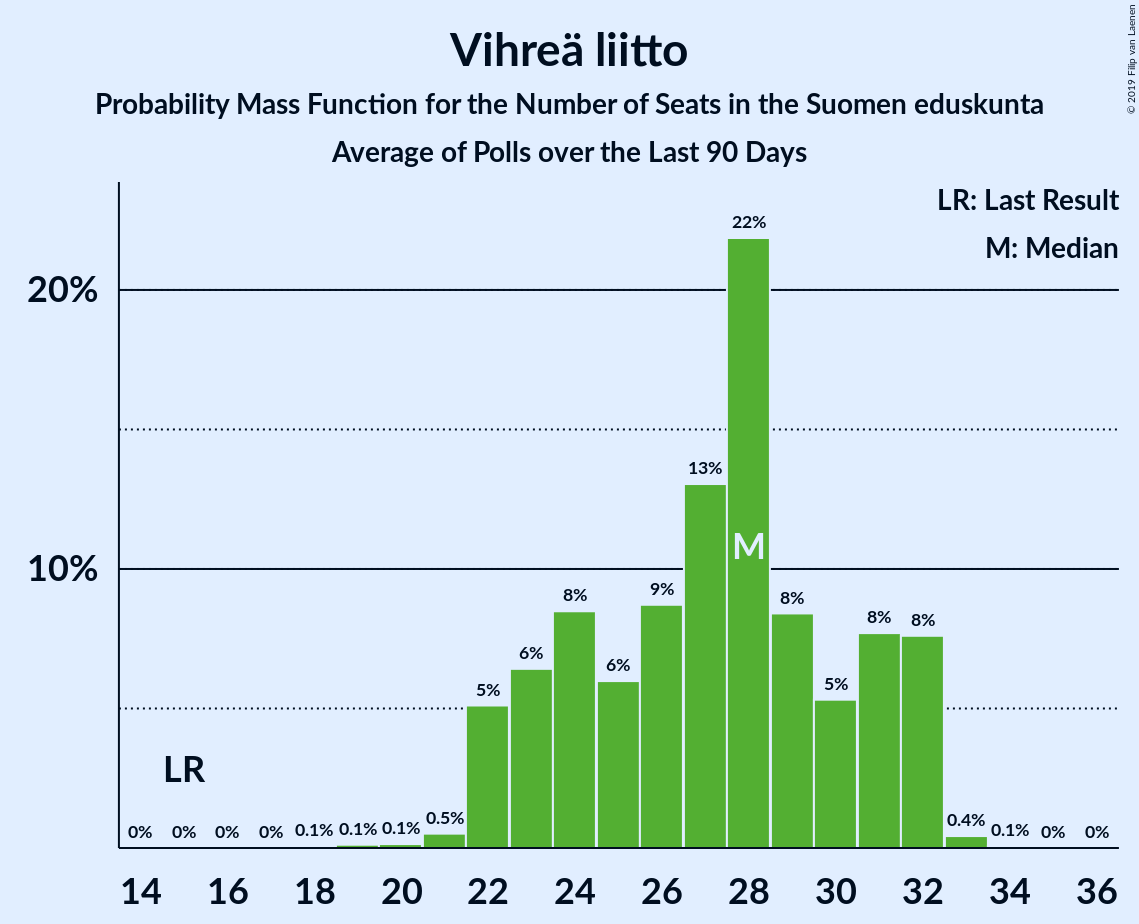 Vihreä liitto
Probability Mass Function for the Number of Seats in the Suomen eduskunta
Average of Polls over the Last 90 Days
© 2019 Filip van Laenen
LR: Last Result
M: Median
20%
10%
0% 0% 0% 0% 0.1% 0.1% 0.1% 0.5% 5% 6% 8% 6% 9% 13% 22% 8% 5% 8% 8% 0.4% 0.1% 0% 0%
M
LR
14 16 18 20 22 24 26 28 30 32 34 36